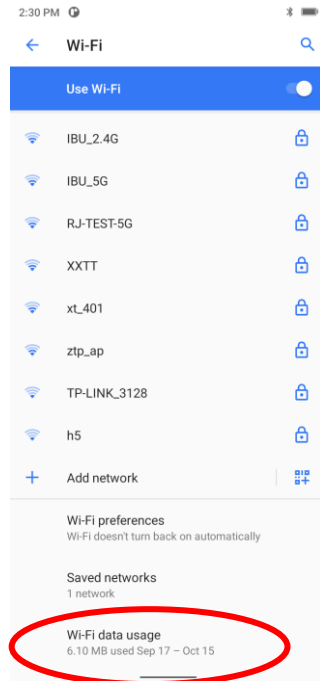 2:30 PM
Wi-Fi
Use Wi-Fi
IBU_2.4G
IBU_5G
RJ-TEST-5G
XXTT
xt_401
ztp_ap
TP-LINK_3128
h5
Add network
Wi-Fi preferences
Wi-Fi doesn't turn back on automatically
Saved networks
1 network
Wi-Fi data usage
6.10 MB used Sep 17 – Oct 15